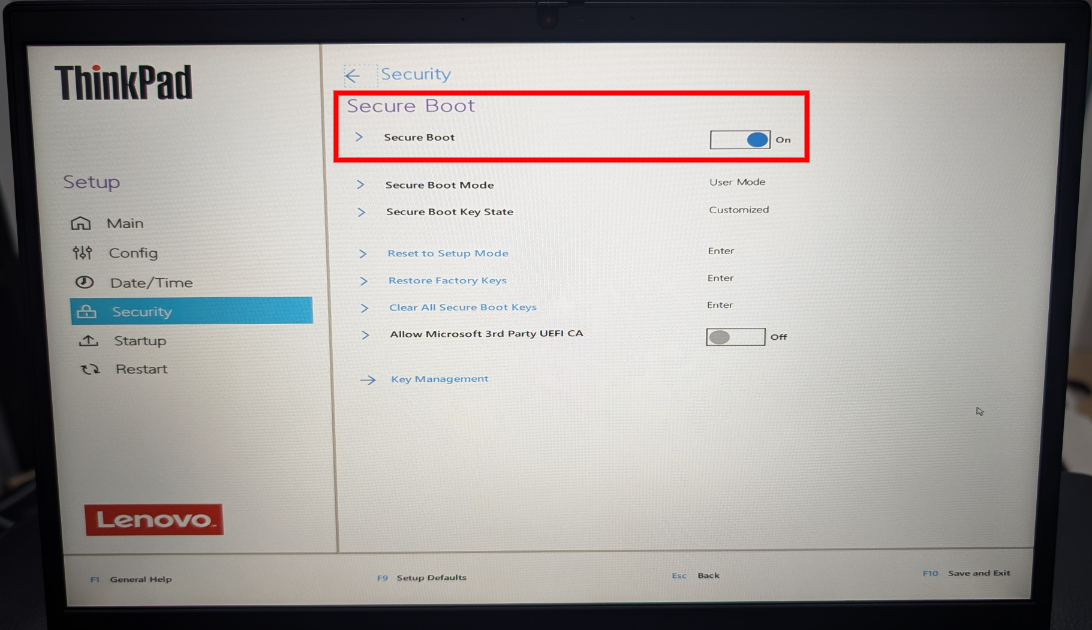 ThinkPad
Setup
Main
Config
Date/Time
Security
Startup
Restart
Lenovo
Security
Secure Boot
Secure Boot On
Secure Boot Mode User Mode
Secure Boot Key State Customized
Reset to Setup Mode Enter
Restore Factory Keys Enter
Clear All Secure Boot Keys Enter
Allow Microsoft 3rd Party UEFI CA Off
Key Management
F1 General Help F9 Setup Defaults Esc Back F10 Save and Exit